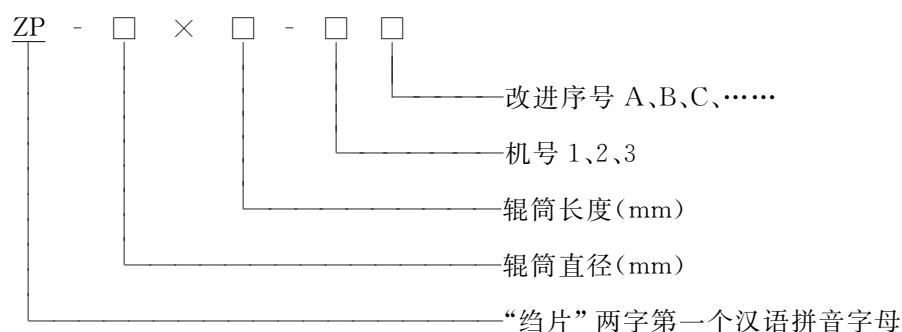 ZP - □ × □ - □ □
改进序号 A、B、C、……
机号 1、2、3
辊筒长度(mm)
辊筒直径(mm)
“绉片”两字第一个汉语拼音字母